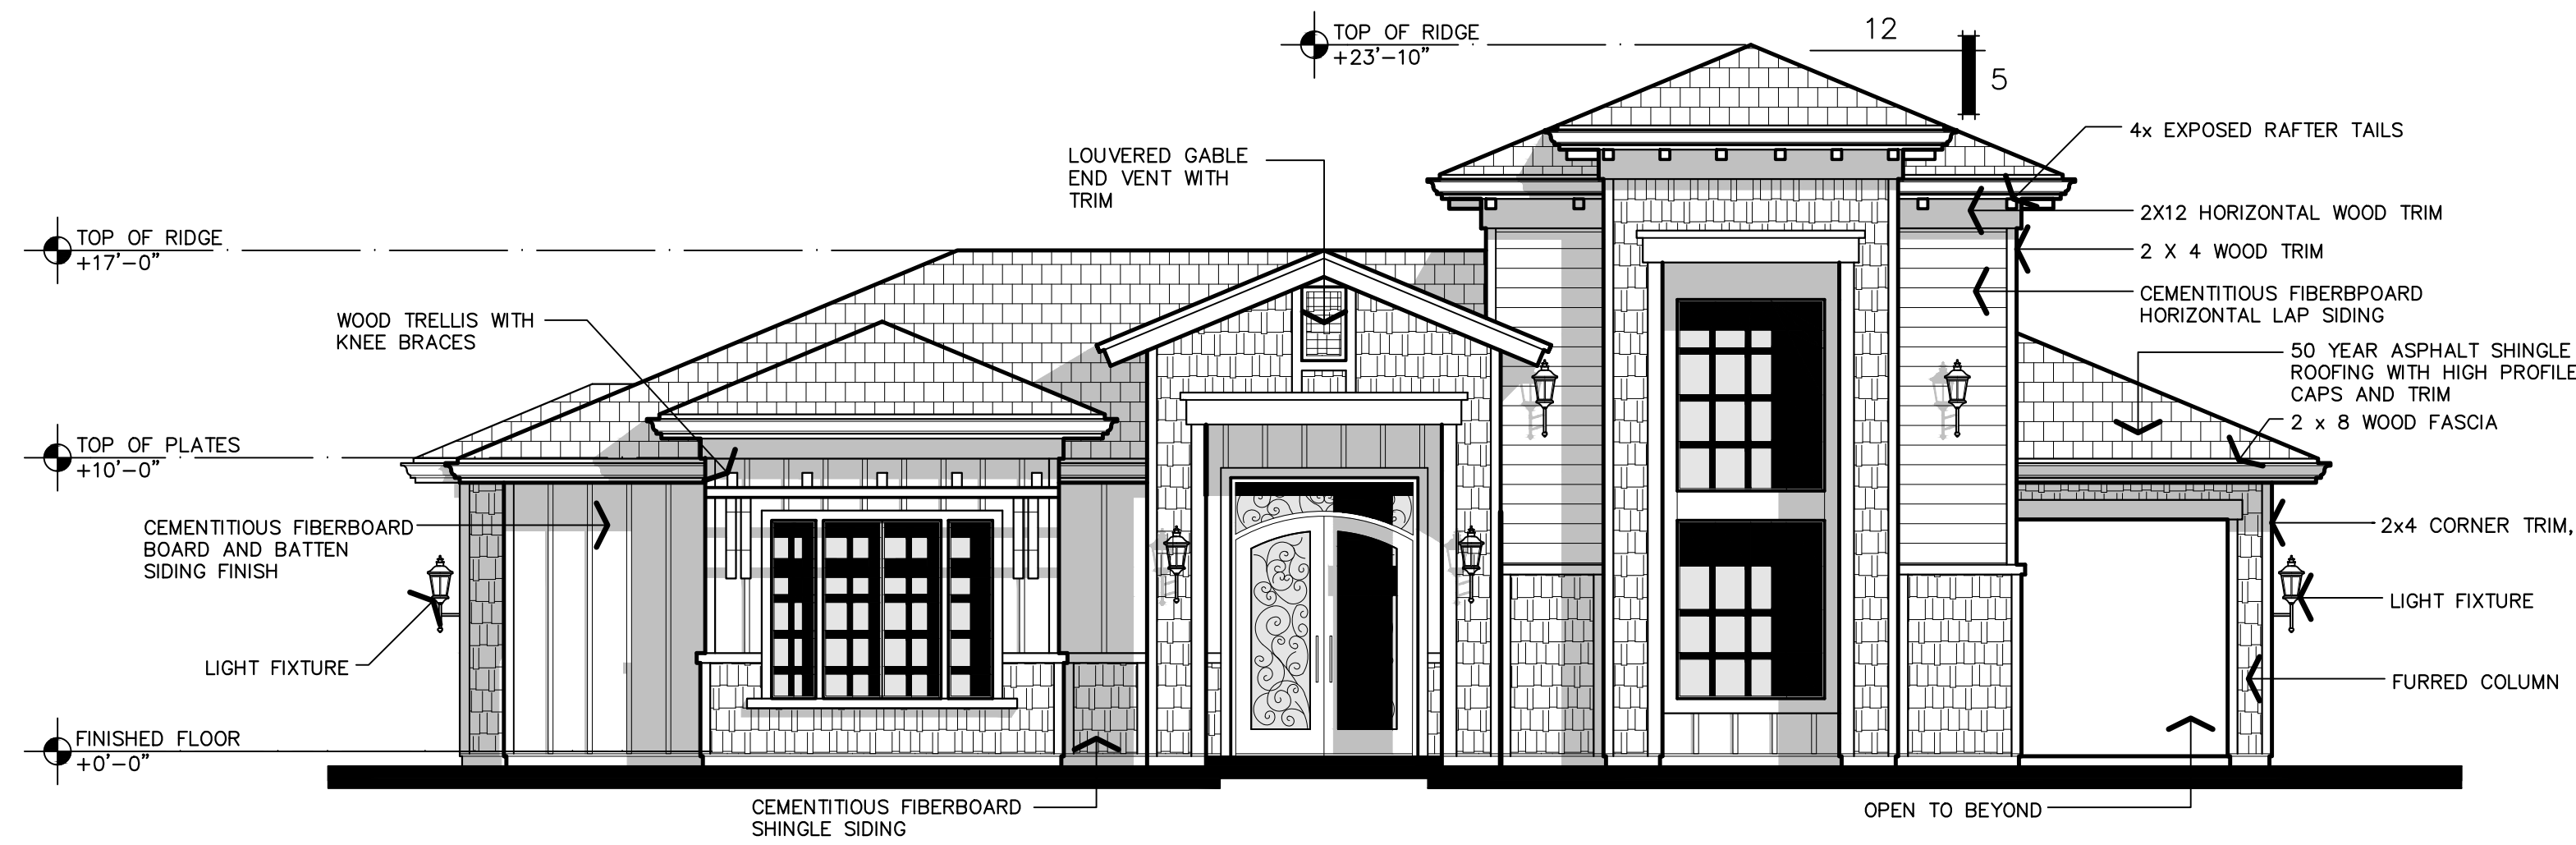 TOP OF RIDGE
+23'-10"
12
5
4x EXPOSED RAFTER TAILS
LOUVERED GABLE
END VENT WITH
TRIM
2X12 HORIZONTAL WOOD TRIM
TOP OF RIDGE
+17'-0"
2 X 4 WOOD TRIM
CEMENTITIOUS FIBERBPOARD
HORIZONTAL LAP SIDING
WOOD TRELLIS WITH
KNEE BRACES
50 YEAR ASPHALT SHINGLE
ROOFING WITH HIGH PROFILE
CAPS AND TRIM
2 x 8 WOOD FASCIA
TOP OF PLATES
+10'-0"
CEMENTITIOUS FIBERBOARD
BOARD AND BATTEN
SIDING FINISH
2x4 CORNER TRIM,
LIGHT FIXTURE
LIGHT FIXTURE
FURRED COLUMN
FINISHED FLOOR
+0'-0"
CEMENTITIOUS FIBERBOARD
SHINGLE SIDING
OPEN TO BEYOND